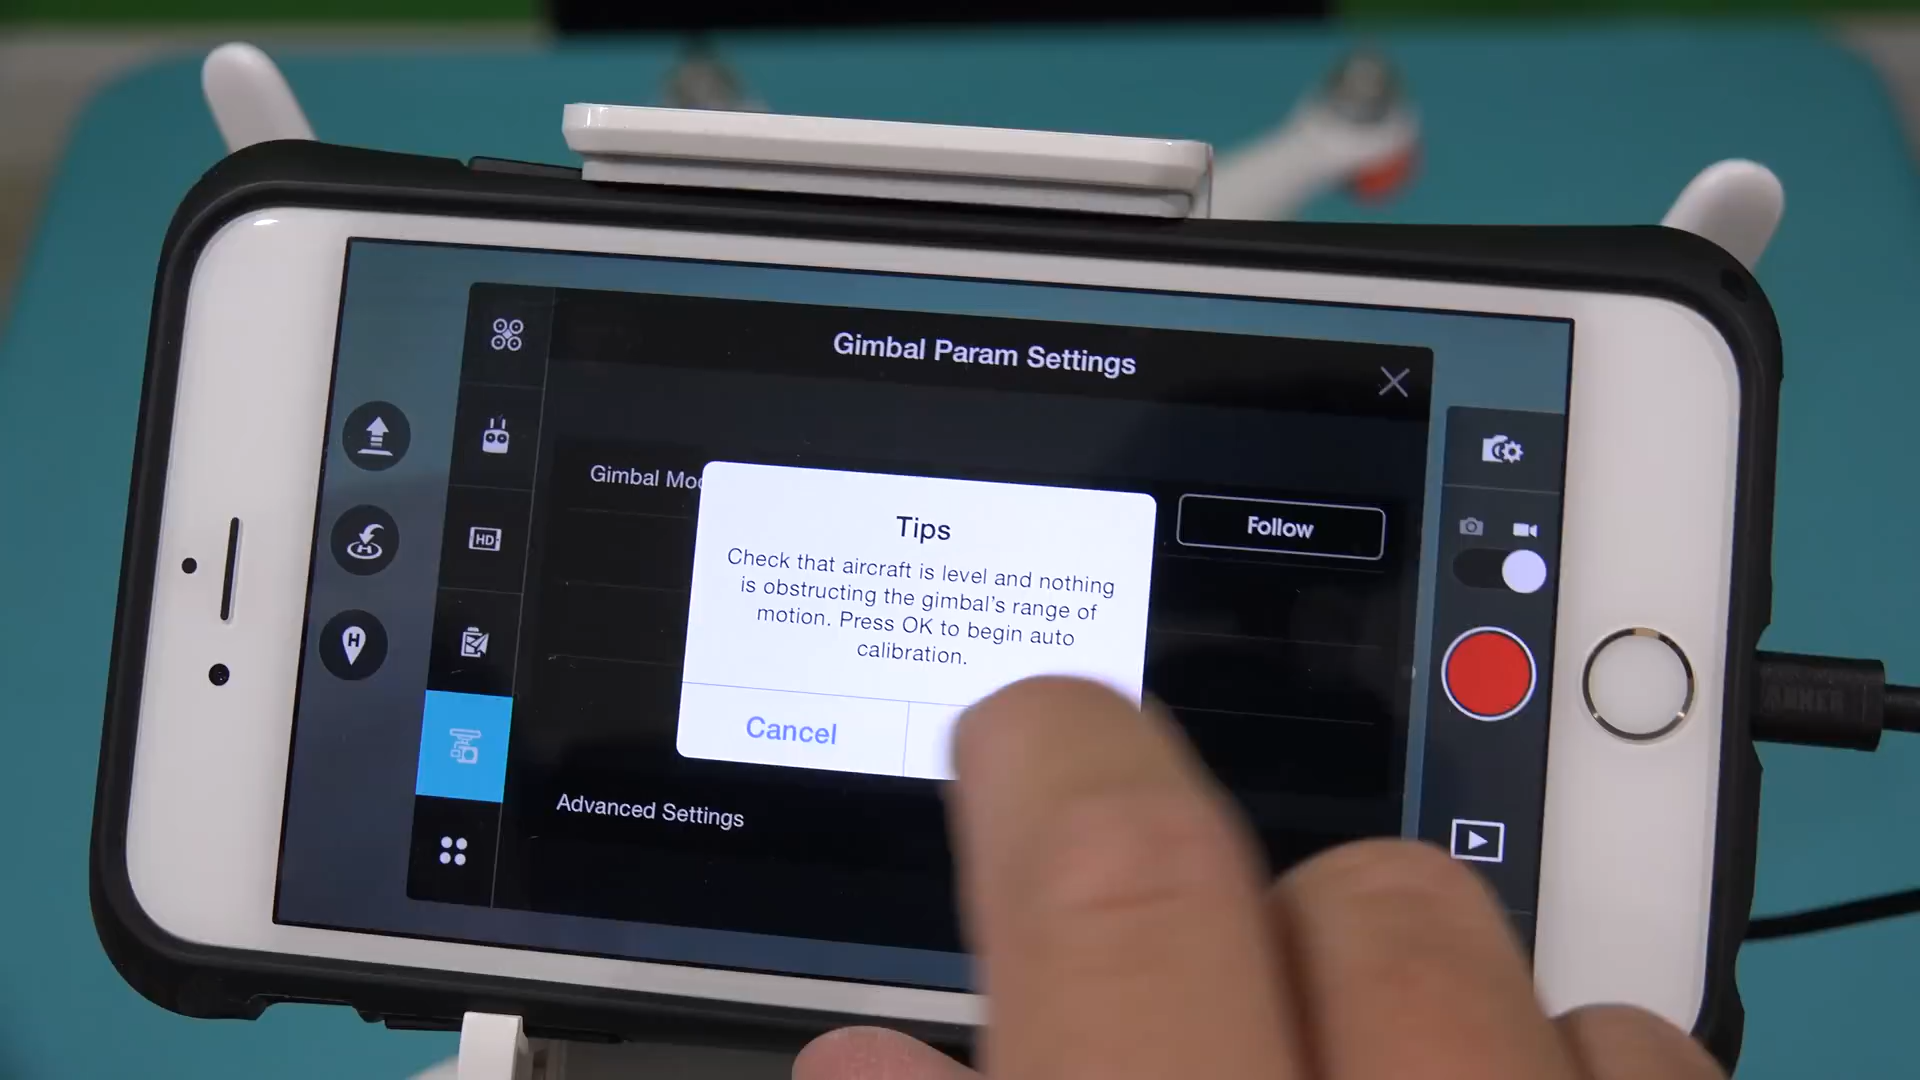 Gimbal Param Settings
Gimbal Mo
Follow
Tips
Check that aircraft is level and nothing
is obstructing the gimbal's range of
motion. Press OK to begin auto
calibration.
Cancel
Advanced Settings
HD
H
H
ANKER